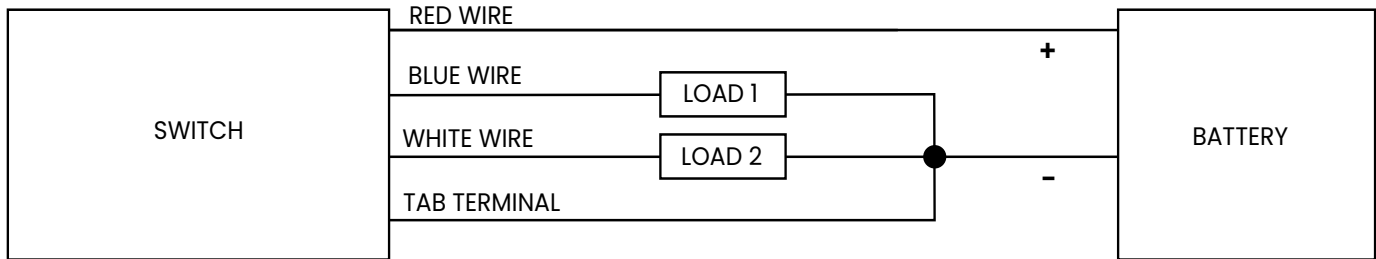 RED WIRE
+
BLUE WIRE
LOAD 1
SWITCH
BATTERY
WHITE WIRE
LOAD 2
-
TAB TERMINAL